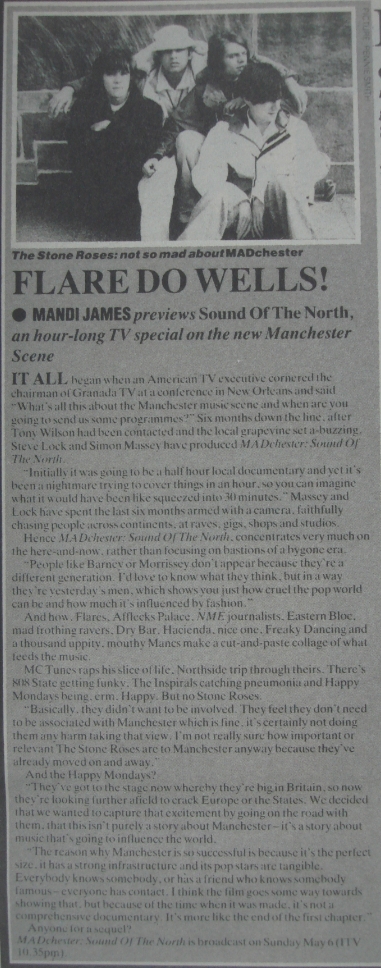 The Stone Roses: not so mad about MADchester
FLARE DO WELLS!
● MANDI JAMES previews Sound Of The North,
an hour-long TV special on the new Manchester
Scene
IT ALL began when an American TV executive cornered the
chairman of Granada TV at a conference in New Orleans and said
"What's all this about the Manchester music scene and when are you
going to send us some programmes?" Six months down the line, after
Tony Wilson had been contacted and the local grapevine set a-buzzing,
Steve Lock and Simon Massey have produced MADchester: Sound Of
The North.
"Initially it was going to be a half hour local documentary and yet it's
been a nightmare trying to cover things in an hour, so you can imagine
what it would have been like squeezed into 30 minutes." Massey and
Lock have spent the last six months armed with a camera, faithfully
chasing people across continents, at raves, gigs, shops and studios.
Hence MADchester: Sound Of The North, concentrates very much on
the here-and-now, rather than focusing on bastions of a bygone era.
"People like Barney or Morrissey don't appear because they're a
different generation. I'd love to know what they think, but in a way
they're yesterday's men, which shows you just how cruel the pop world
can be and how much it's influenced by fashion."
And how. Flares, Afflecks Palace, NME journalists, Eastern Bloc,
mad frothing ravers, Dry Bar, Hacienda, nice one, Freaky Dancing and
a thousand uppity, mouthy Mancs make a cut-and-paste collage of what
feeds the music.
MC Tunes raps his slice of life, Northside trip through theirs. There's
808 State getting funky, The Inspirals catching pneumonia and Happy
Mondays being, erm, Happy. But no Stone Roses.
"Basically, they didn't want to be involved. They feel they don't need
to be associated with Manchester which is fine, it's certainly not doing
them any harm taking that view. I'm not really sure how important or
relevant The Stone Roses are to Manchester anyway because they've
already moved on and away."
And the Happy Mondays?
"They've got to the stage now whereby they're big in Britain, so now
they're looking further afield to crack Europe or the States. We decided
that we wanted to capture that excitement by going on the road with
them, that this isn't purely a story about Manchester – it's a story about
music that's going to influence the world.
"The reason why Manchester is so successful is because it's the perfect
size, it has a strong infrastructure and its pop stars are tangible.
Everybody knows somebody, or has a friend who knows somebody
famous – everyone has contact. I think the film goes some way towards
showing that, but because of the time when it was made, it's not a
comprehensive documentary. It's more like the end of the first chapter."
Anyone for a sequel?
MADchester: Sound Of The North is broadcast on Sunday May 6 (ITV
10.35pm).